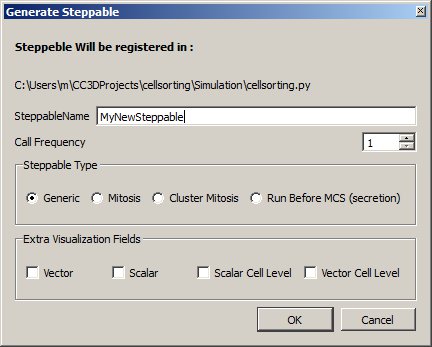 Generate Steppable
Steppeble Will be registered in :
C:\Users\m\CC3DProjects\cellsorting\Simulation\cellsorting.py
SteppableName MyNewSteppable
Call Frequency 1
Steppable Type
Generic Mitosis Cluster Mitosis Run Before MCS (secretion)
Extra Visualization Fields
Vector Scalar Scalar Cell Level Vector Cell Level
OK Cancel